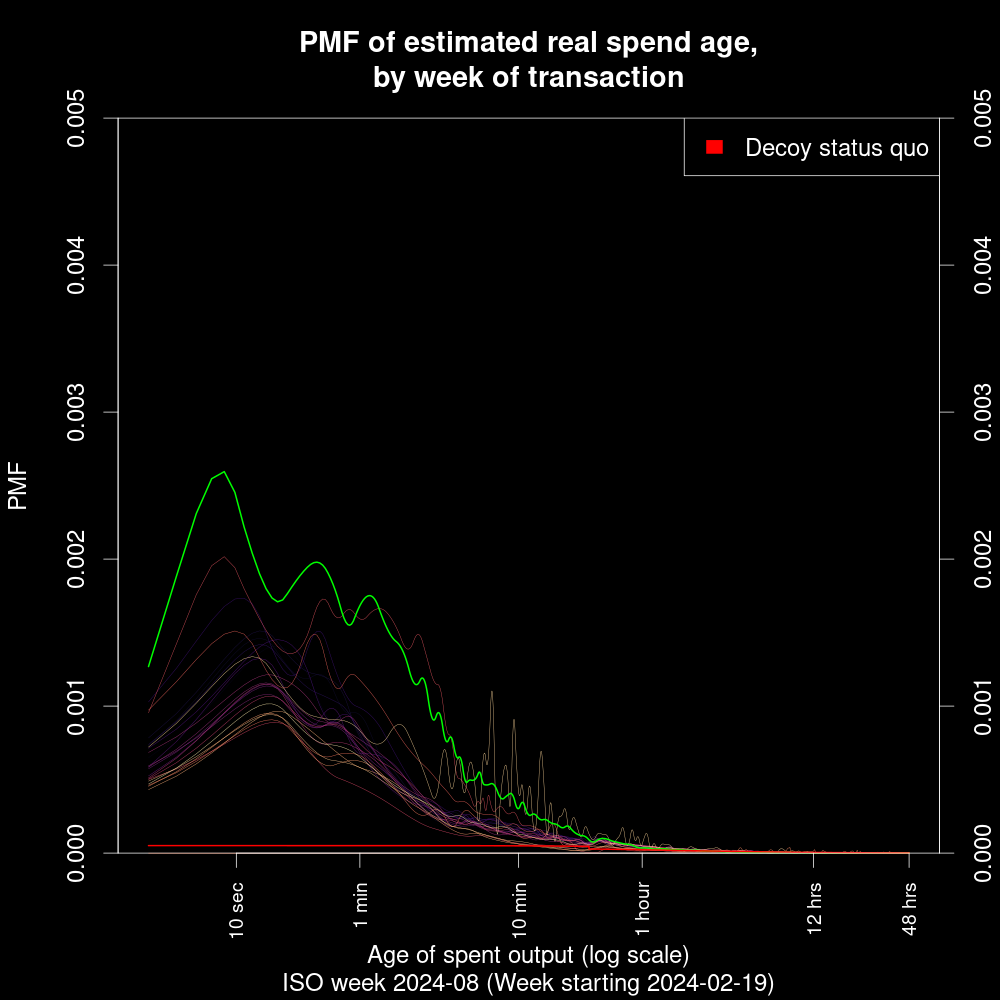 PMF of estimated real spend age,
by week of transaction
Decoy status quo
PMF
0.000
0.001
0.002
0.003
0.004
0.005
0.000
0.001
0.002
0.003
0.004
0.005
10 sec
1 min
10 min
1 hour
12 hrs
48 hrs
Age of spent output (log scale)
ISO week 2024-08 (Week starting 2024-02-19)